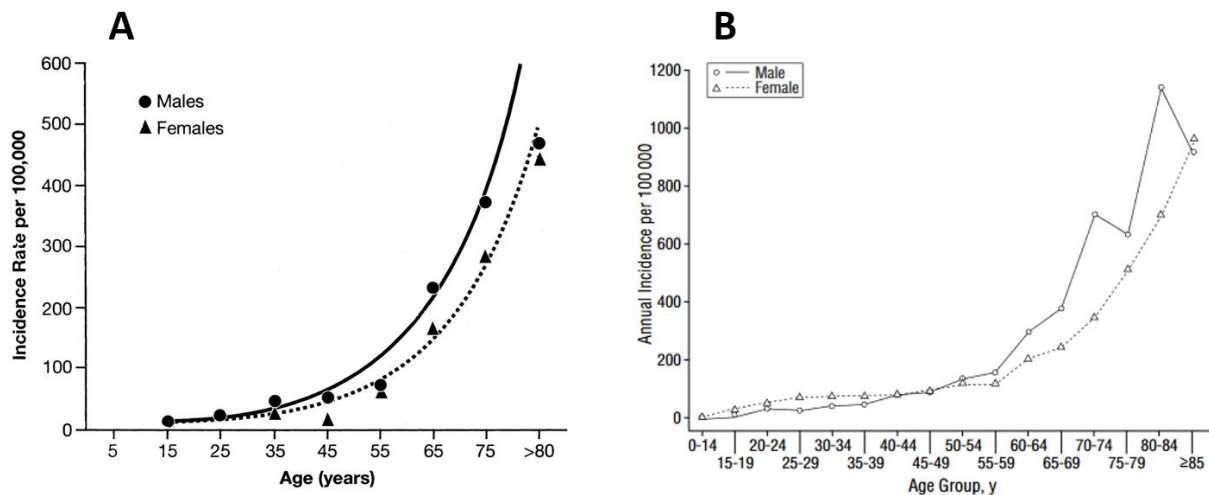 A
Incidence Rate per 100,000
600
500
400
300
200
100
0
Males
Females
5 15 25 35 45 55 65 75 >80
Age (years)
B
Annual Incidence per 100 000
1200
1000
800
600
400
200
0
Male
Female
0-14 20-24 30-34 40-44 50-54 60-64 70-74 80-84
15-19 25-29 35-39 45-49 55-59 65-69 75-79 ≥85
Age Group, y